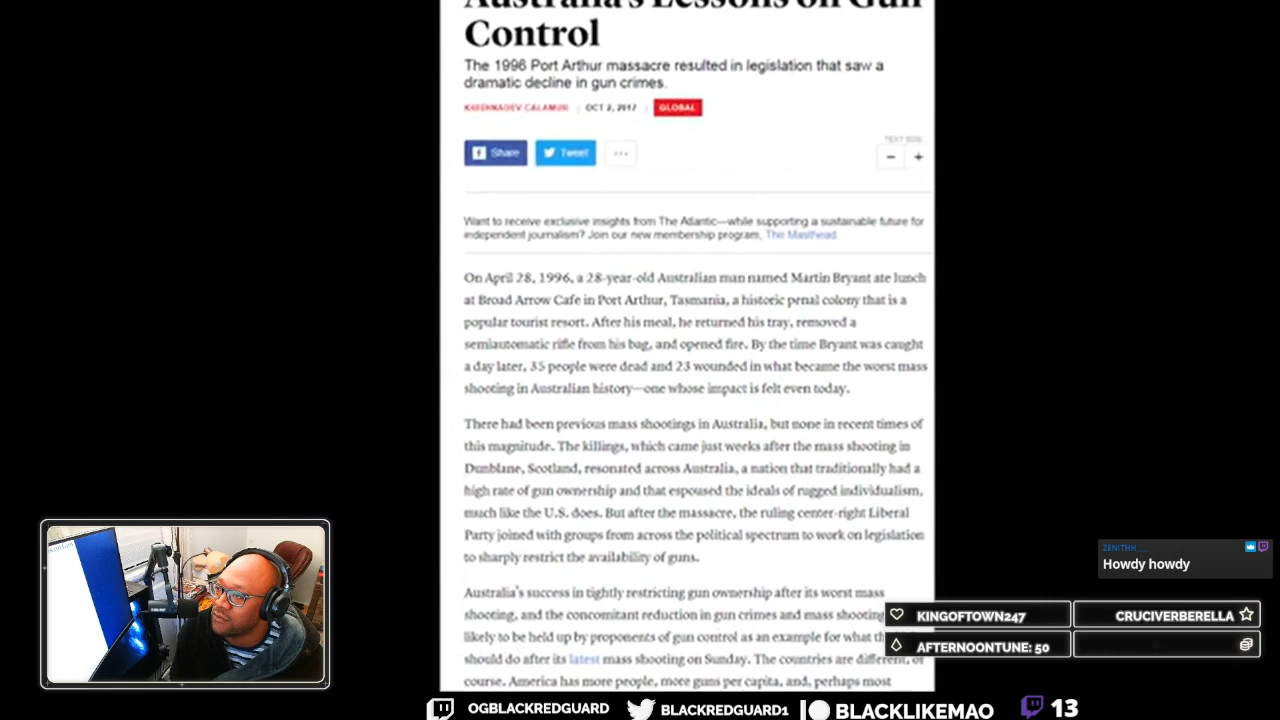 Australia's Lessons on Gun
Control
The 1996 Port Arthur massacre resulted in legislation that saw a
dramatic decline in gun crimes.
KRISHNADEV CALAMUR | OCT 2, 2017 | GLOBAL
Share Tweet ...
TEXT SIZE
− +
Want to receive exclusive insights from The Atlantic—while supporting a sustainable future for
independent journalism? Join our new membership program, The Masthead.
On April 28, 1996, a 28-year-old Australian man named Martin Bryant ate lunch
at Broad Arrow Cafe in Port Arthur, Tasmania, a historic penal colony that is a
popular tourist resort. After his meal, he returned his tray, removed a
semiautomatic rifle from his bag, and opened fire. By the time Bryant was caught
a day later, 35 people were dead and 23 wounded in what became the worst mass
shooting in Australian history—one whose impact is felt even today.
There had been previous mass shootings in Australia, but none in recent times of
this magnitude. The killings, which came just weeks after the mass shooting in
Dunblane, Scotland, resonated across Australia, a nation that traditionally had a
high rate of gun ownership and that espoused the ideals of rugged individualism,
much like the U.S. does. But after the massacre, the ruling center-right Liberal
Party joined with groups from across the political spectrum to work on legislation
to sharply restrict the availability of guns.
Australia's success in tightly restricting gun ownership after its worst mass
shooting, and the concomitant reduction in gun crimes and mass shooting
likely to be held up by proponents of gun control as an example for what
should do after its latest mass shooting on Sunday. The countries are different, of
course. America has more people, more guns per capita, and, perhaps most
ZENITHH__
Howdy howdy
KINGOFTOWN247 CRUCIVERBERELLA
AFTERNOONTUNE: 50
OGBLACKREDGUARD BLACKREDGUARD1 | BLACKLIKEMAO 13